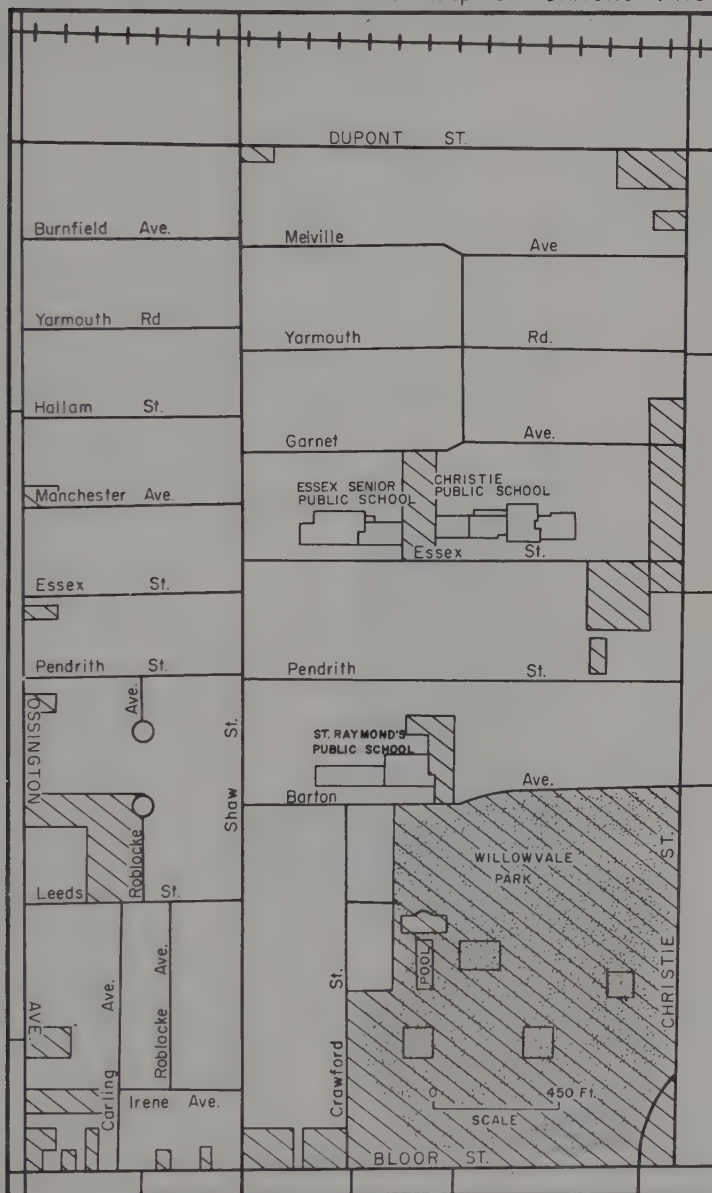 DUPONT ST.
Burnfield Ave.
Melville Ave
Yarmouth Rd
Yarmouth Rd.
Hallam St.
Garnet Ave.
ESSEX SENIOR
PUBLIC SCHOOL
CHRISTIE
PUBLIC SCHOOL
Manchester Ave.
Essex St.
Essex St.
Pendrith St.
Pendrith St.
OSSINGTON
Ave.
St.
ST. RAYMOND'S
PUBLIC SCHOOL
Barton Ave.
Shaw
Roblocke
WILLOWVALE
PARK
ST.
Leeds St.
POOL
CHRISTIE
AVE
Carling Ave.
Roblocke Ave.
Crawford St.
0 450 Ft.
SCALE
Irene Ave.
BLOOR ST.